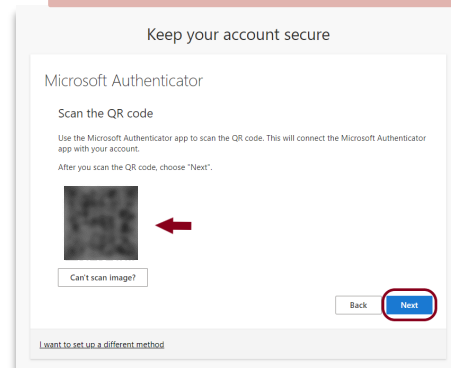 Keep your account secure
Microsoft Authenticator
Scan the QR code
Use the Microsoft Authenticator app to scan the QR code. This will connect the Microsoft Authenticator
app with your account.
After you scan the QR code, choose "Next".
Can't scan image?
Back Next
I want to set up a different method